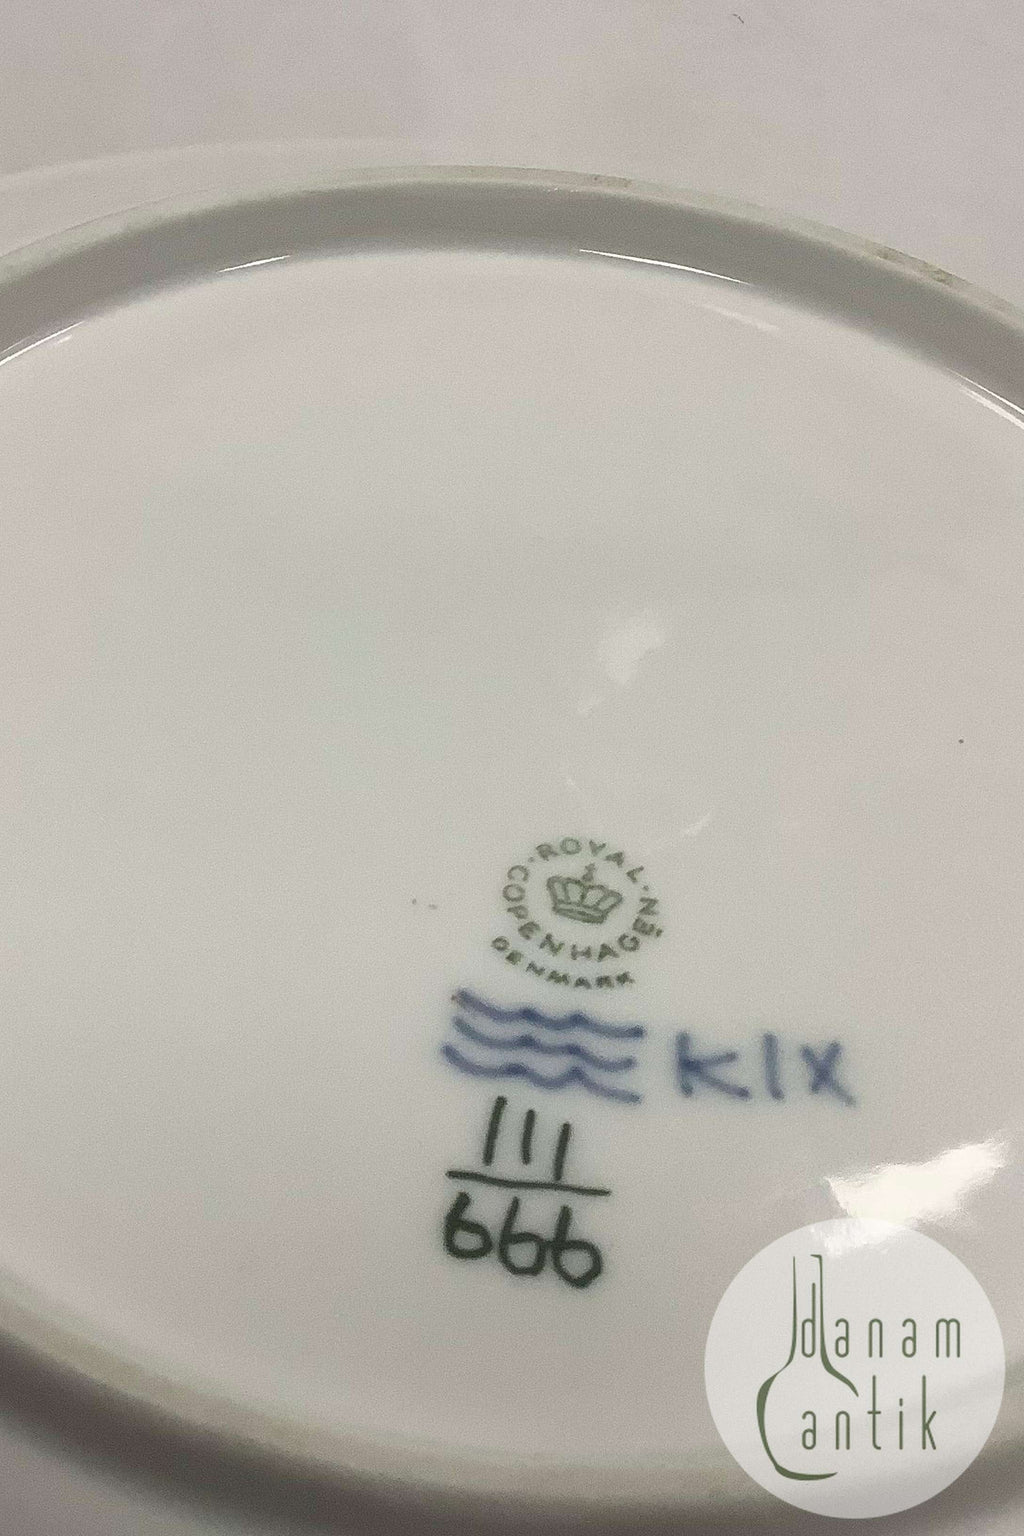 ROYAL
COPENHAGEN
DENMARK
KIX
111
666
danam
antik